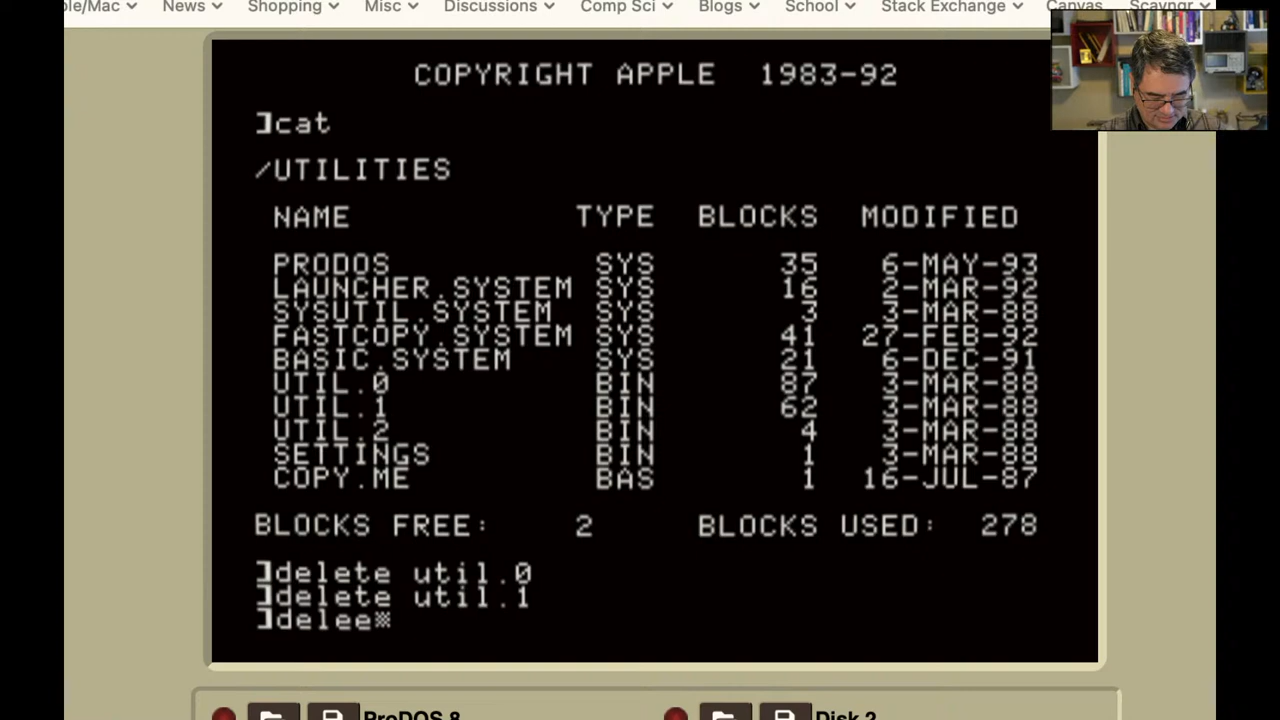 ple/Mac News Shopping Misc Discussions Comp Sci Blogs School Stack Exchange Canvas Scavngr
COPYRIGHT APPLE 1983-92
]cat
/UTILITIES
NAME TYPE BLOCKS MODIFIED
PRODOS SYS 35 6-MAY-93
LAUNCHER.SYSTEM SYS 16 2-MAR-92
SYSUTIL.SYSTEM SYS 3 3-MAR-88
FASTCOPY.SYSTEM SYS 41 27-FEB-92
BASIC.SYSTEM SYS 21 6-DEC-91
UTIL.0 BIN 87 3-MAR-88
UTIL.1 BIN 62 3-MAR-88
UTIL.2 BIN 4 3-MAR-88
SETTINGS BIN 1 3-MAR-88
COPY.ME BAS 1 16-JUL-87
BLOCKS FREE: 2 BLOCKS USED: 278
]delete util.0
]delete util.1
]delee
ProDOS 8 Disk 2